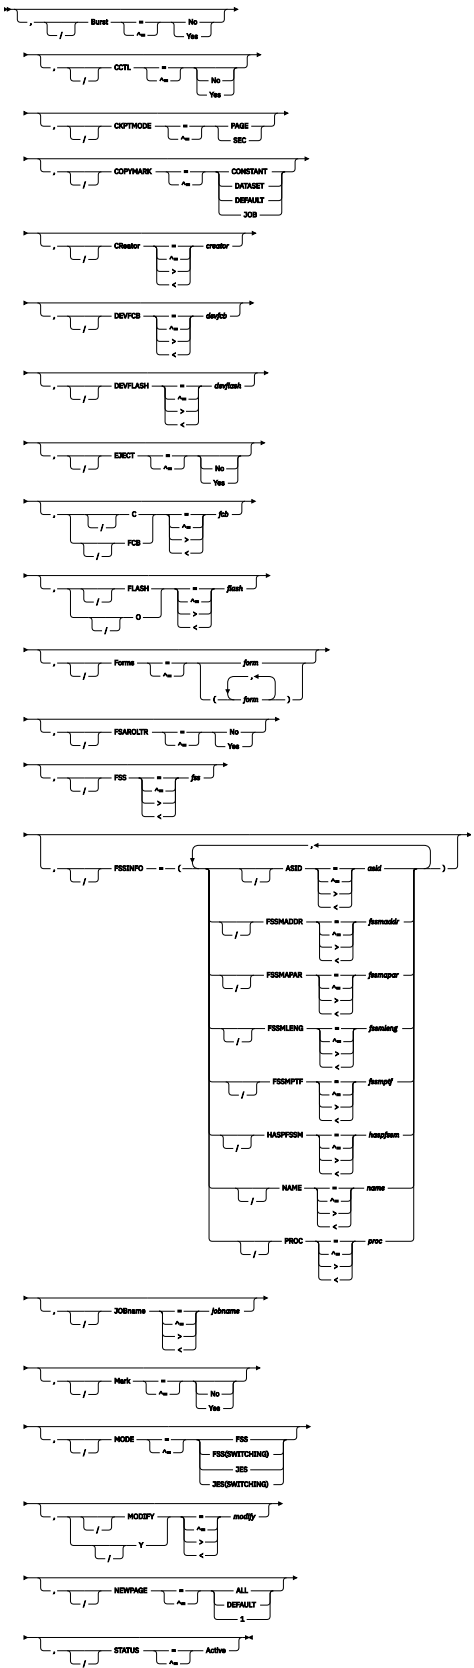 , / Burst = No
^= Yes
, / CCTL =
^= No
Yes
, / CKPTMODE = PAGE
^= SEC
, / COPYMARK = CONSTANT
^= DATASET
DEFAULT
JOB
, / CReator = creator
^=
>
<
, / DEVFCB = devfcb
^=
>
<
, / DEVFLASH = devflash
^=
>
<
, / EJECT =
^= No
Yes
, / C = fcb
^=
/ FCB >
<
, / FLASH = flash
^=
/ O >
<
, / Forms = form
^= ,
( form )
, / FSAROLTR = No
^= Yes
, / FSS = fss
^=
>
<
,
, / FSSINFO = ( / ASID = asid )
^=
>
<
/ FSSMADDR = fssmaddr
^=
>
<
/ FSSMAPAR = fssmapar
^=
>
<
/ FSSMLENG = fssmleng
^=
>
<
/ FSSMPTF = fssmptf
^=
>
<
/ HASPFSSM = haspfssm
^=
>
<
/ NAME = name
^=
>
<
/ PROC = proc
^=
>
<
, / JOBname = jobname
^=
>
<
, / Mark =
^= No
Yes
, / MODE = FSS
^= FSS(SWITCHING)
JES
JES(SWITCHING)
, / MODIFY = modify
^=
/ Y >
<
, / NEWPAGE = ALL
^= DEFAULT
1
, / STATUS = Active
^=